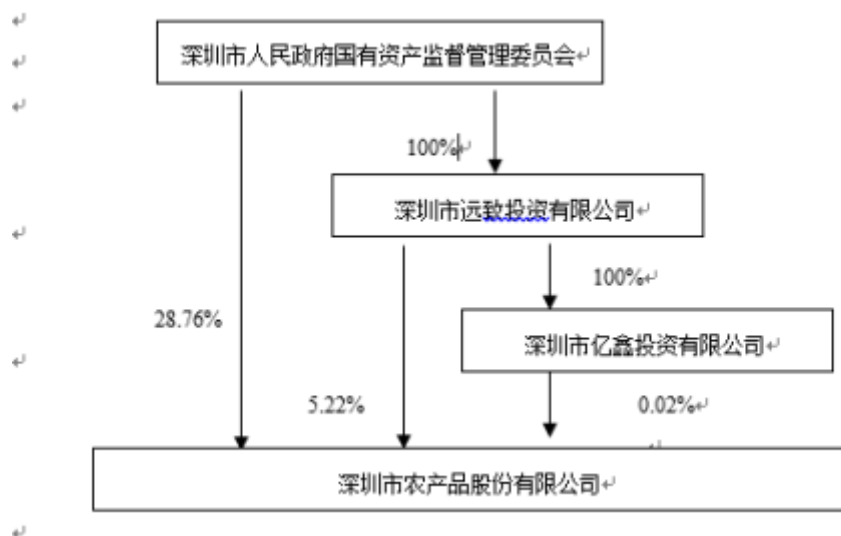 深圳市人民政府国有资产监督管理委员会
100%
深圳市远致投资有限公司
100%
28.76%
深圳市亿鑫投资有限公司
5.22%
0.02%
深圳市农产品股份有限公司